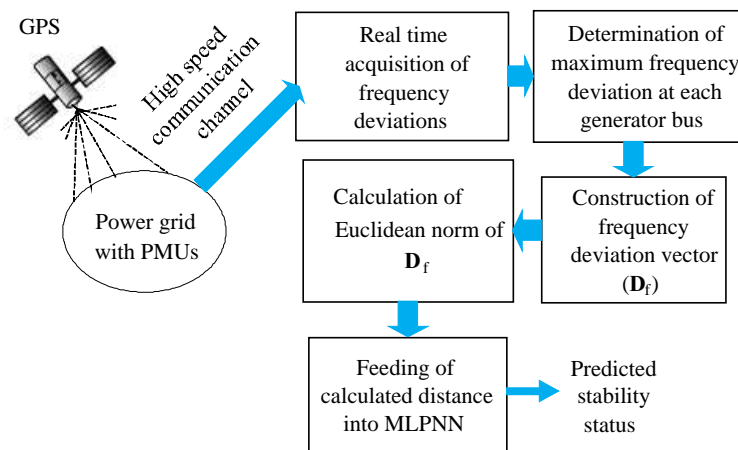 GPS
High speed
communication
channel
Power grid
with PMUs
Real time
acquisition of
frequency
deviations
Determination of
maximum frequency
deviation at each
generator bus
Construction of
frequency
deviation vector
(Df)
Calculation of
Euclidean norm of
Df
Feeding of
calculated distance
into MLPNN
Predicted
stability
status